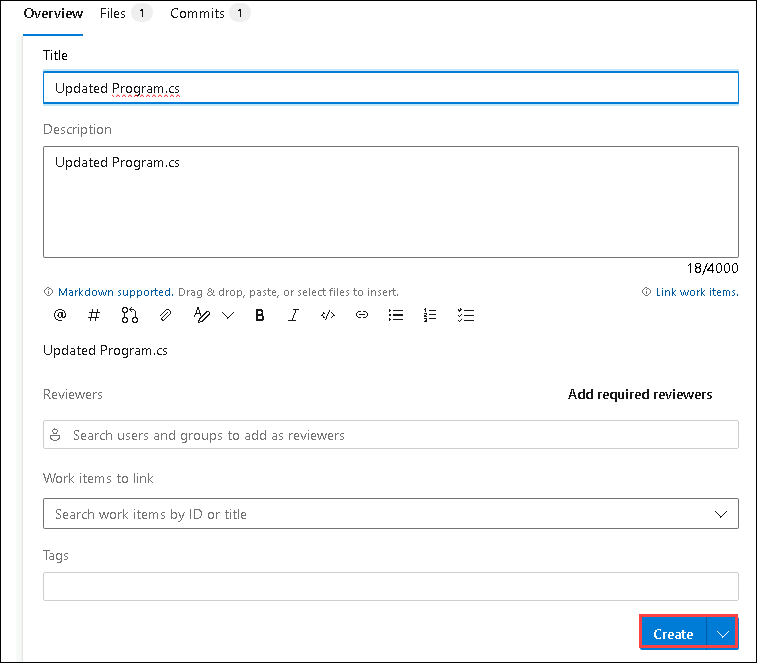 Overview Files 1 Commits 1
Title
Updated Program.cs
Description
Updated Program.cs
18/4000
Markdown supported. Drag & drop, paste, or select files to insert. Link work items.
@ # B I </>
Updated Program.cs
Reviewers Add required reviewers
Search users and groups to add as reviewers
Work items to link
Search work items by ID or title
Tags
Create